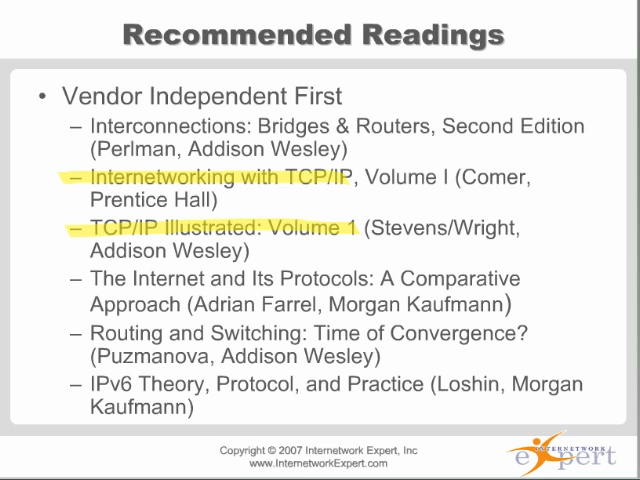 Recommended Readings
• Vendor Independent First
– Interconnections: Bridges & Routers, Second Edition
(Perlman, Addison Wesley)
– Internetworking with TCP/IP, Volume I (Comer,
Prentice Hall)
– TCP/IP Illustrated: Volume 1 (Stevens/Wright,
Addison Wesley)
– The Internet and Its Protocols: A Comparative
Approach (Adrian Farrel, Morgan Kaufmann)
– Routing and Switching: Time of Convergence?
(Puzmanova, Addison Wesley)
– IPv6 Theory, Protocol, and Practice (Loshin, Morgan
Kaufmann)
Copyright © 2007 Internetwork Expert, Inc
www.InternetworkExpert.com
INTERNETWORK
eXpert